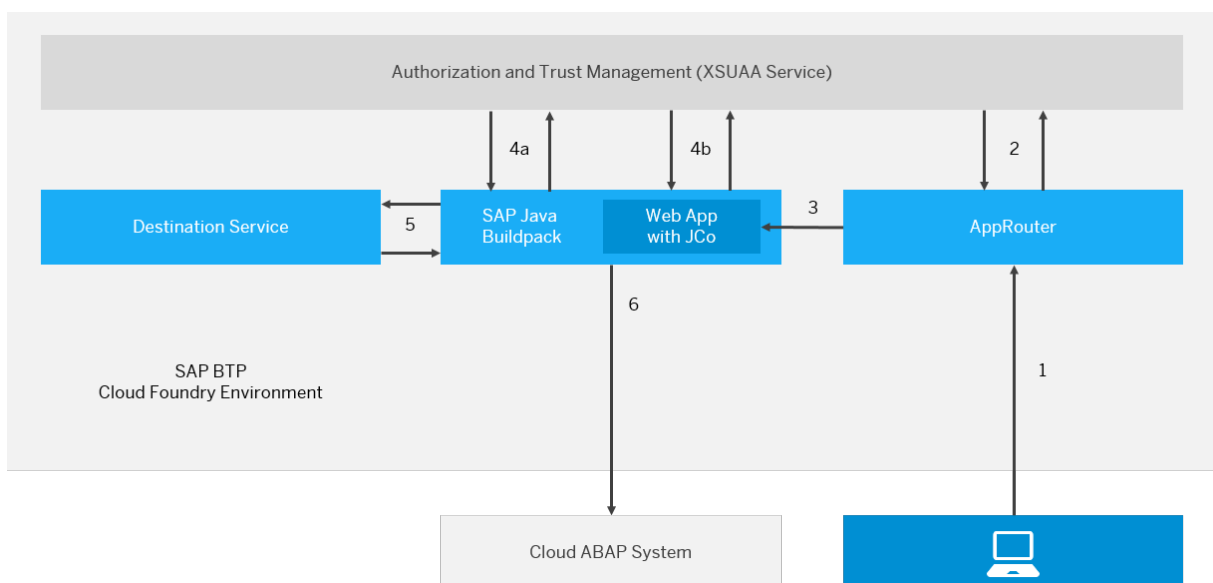 Authorization and Trust Management (XSUAA Service)
4a
4b
2
Destination Service
5
SAP Java
Buildpack
Web App
with JCo
3
AppRouter
6
SAP BTP
Cloud Foundry Environment
1
Cloud ABAP System